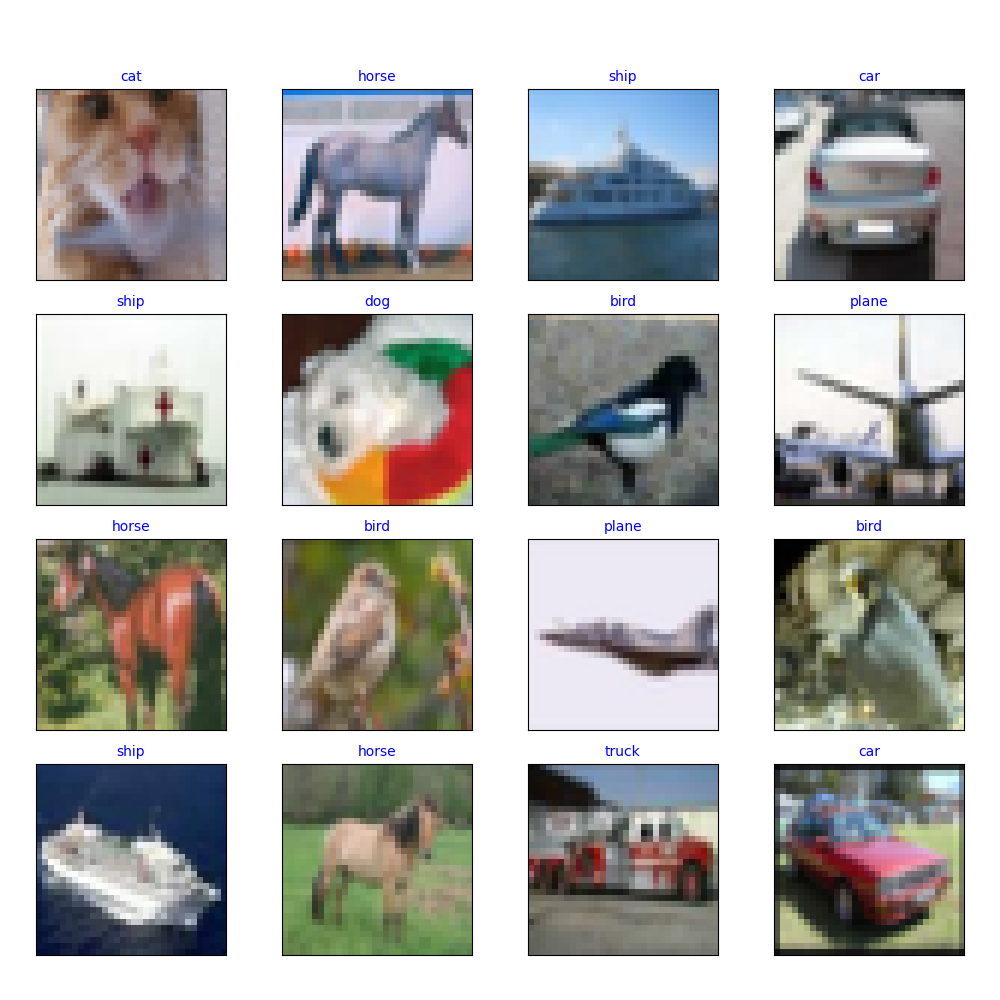 cat horse ship car
ship dog bird plane
horse bird plane bird
ship horse truck car